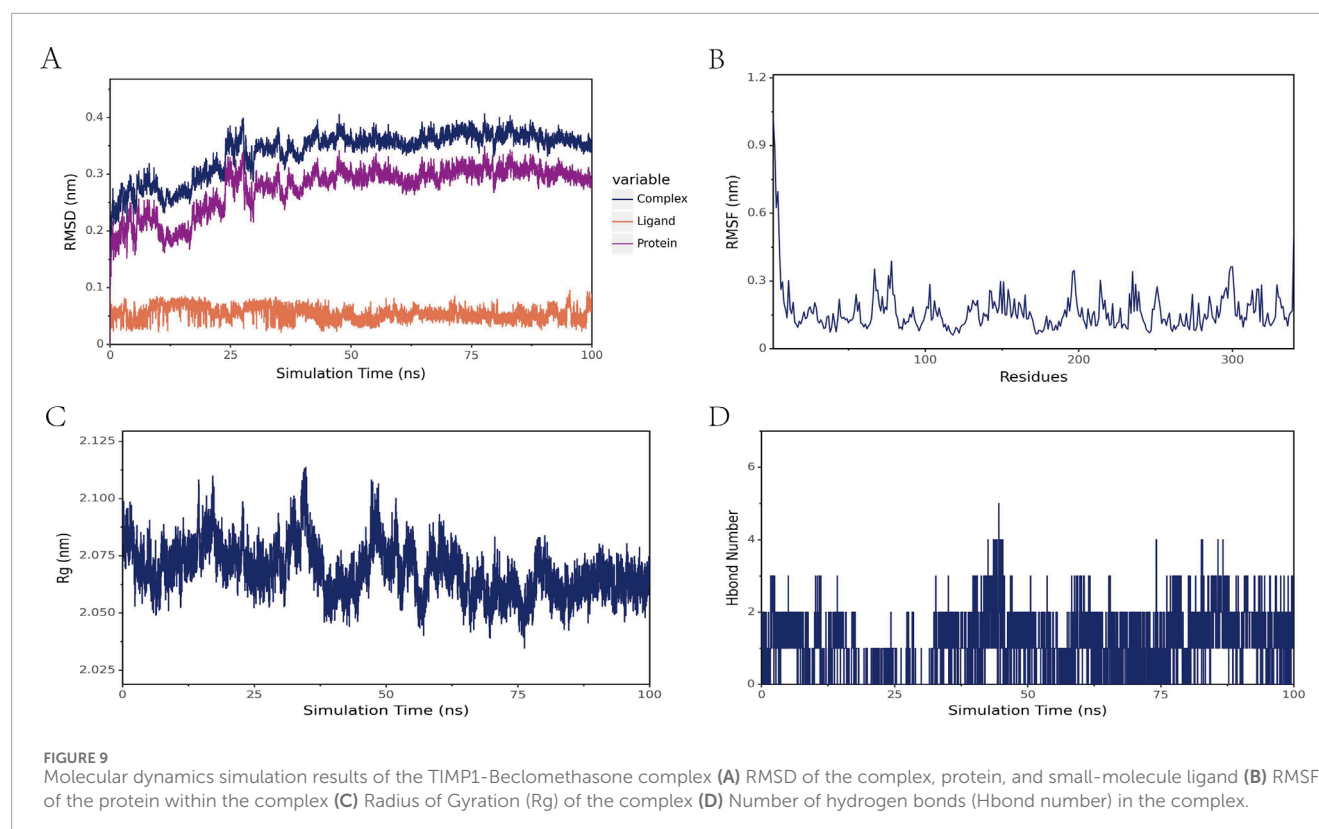 A
0.4
0.3
0.2
0.1
0
RMSD (nm)
0
25
50
75
100
Simulation Time (ns)
variable
Complex
Ligand
Protein
B
1.2
0.9
0.6
0.3
0
RMSF (nm)
100
200
300
Residues
C
2.125
2.100
2.075
2.050
2.025
Rg (nm)
0
25
50
75
100
Simulation Time (ns)
D
6
4
2
0
Hbond Number
0
25
50
75
100
Simulation Time (ns)
FIGURE 9
Molecular dynamics simulation results of the TIMP1-Beclomethasone complex (A) RMSD of the complex, protein, and small-molecule ligand (B) RMSF
of the protein within the complex (C) Radius of Gyration (Rg) of the complex (D) Number of hydrogen bonds (Hbond number) in the complex.